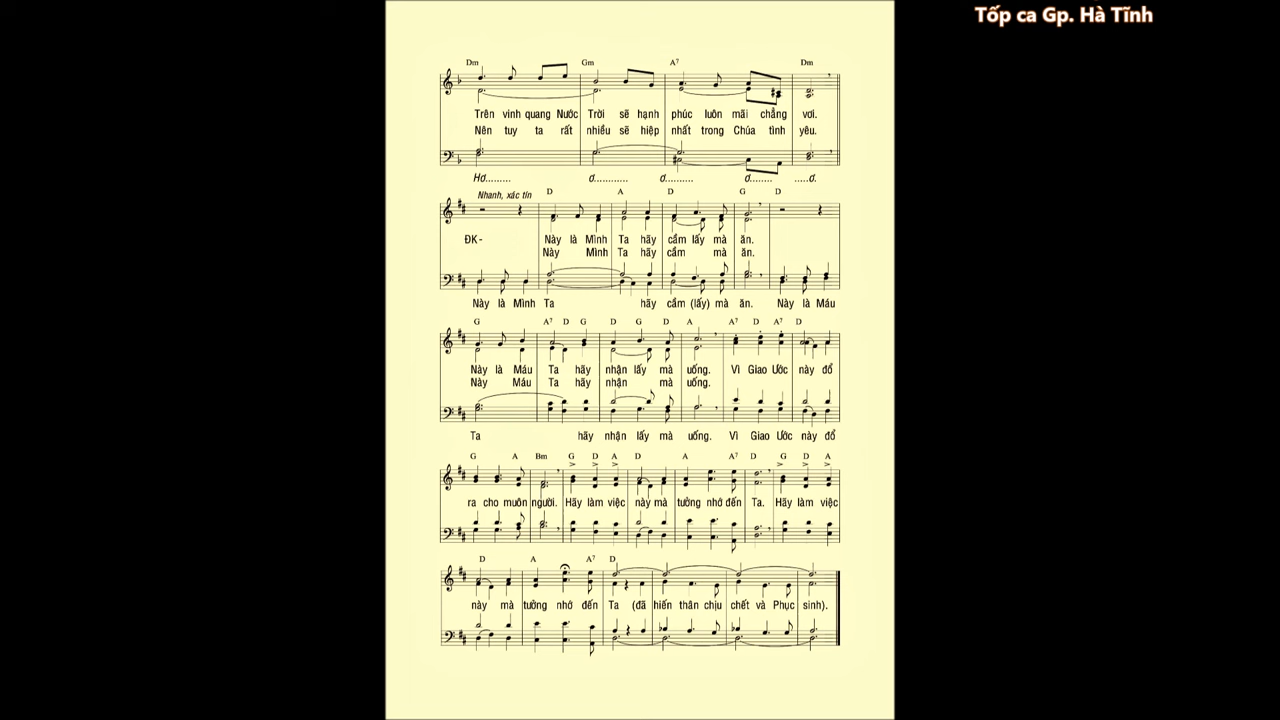 Tốp ca Gp. Hà Tĩnh
Dm Gm A7 Dm
Trên vinh quang Nước Trời sẽ hạnh phúc luôn mãi chẳng vơi.
Nên tuy ta rất nhiều sẽ hiệp nhất trong Chúa tình yêu.
Hơ......... ơ............ ơ.......... ơ........ .....ơ.
Nhanh, xác tín D A D G D
ĐK- Này là Mình Ta hãy cầm lấy mà ăn.
Này Mình Ta hãy cầm mà ăn.
Này là Mình Ta hãy cầm (lấy) mà ăn. Này là Máu
G A7 D G D G D A A7 D A7 D
Này là Máu Ta hãy nhận lấy mà uống. Vì Giao Ước này đổ
Này Máu Ta hãy nhận mà uống.
Ta hãy nhận lấy mà uống. Vì Giao Ước này đổ
G A Bm G D A D A A7 D G D A
ra cho muôn người. Hãy làm việc này mà tưởng nhớ đến Ta. Hãy làm việc
D A A7 D
này mà tưởng nhớ đến Ta (đã hiến thân chịu chết và Phục sinh).